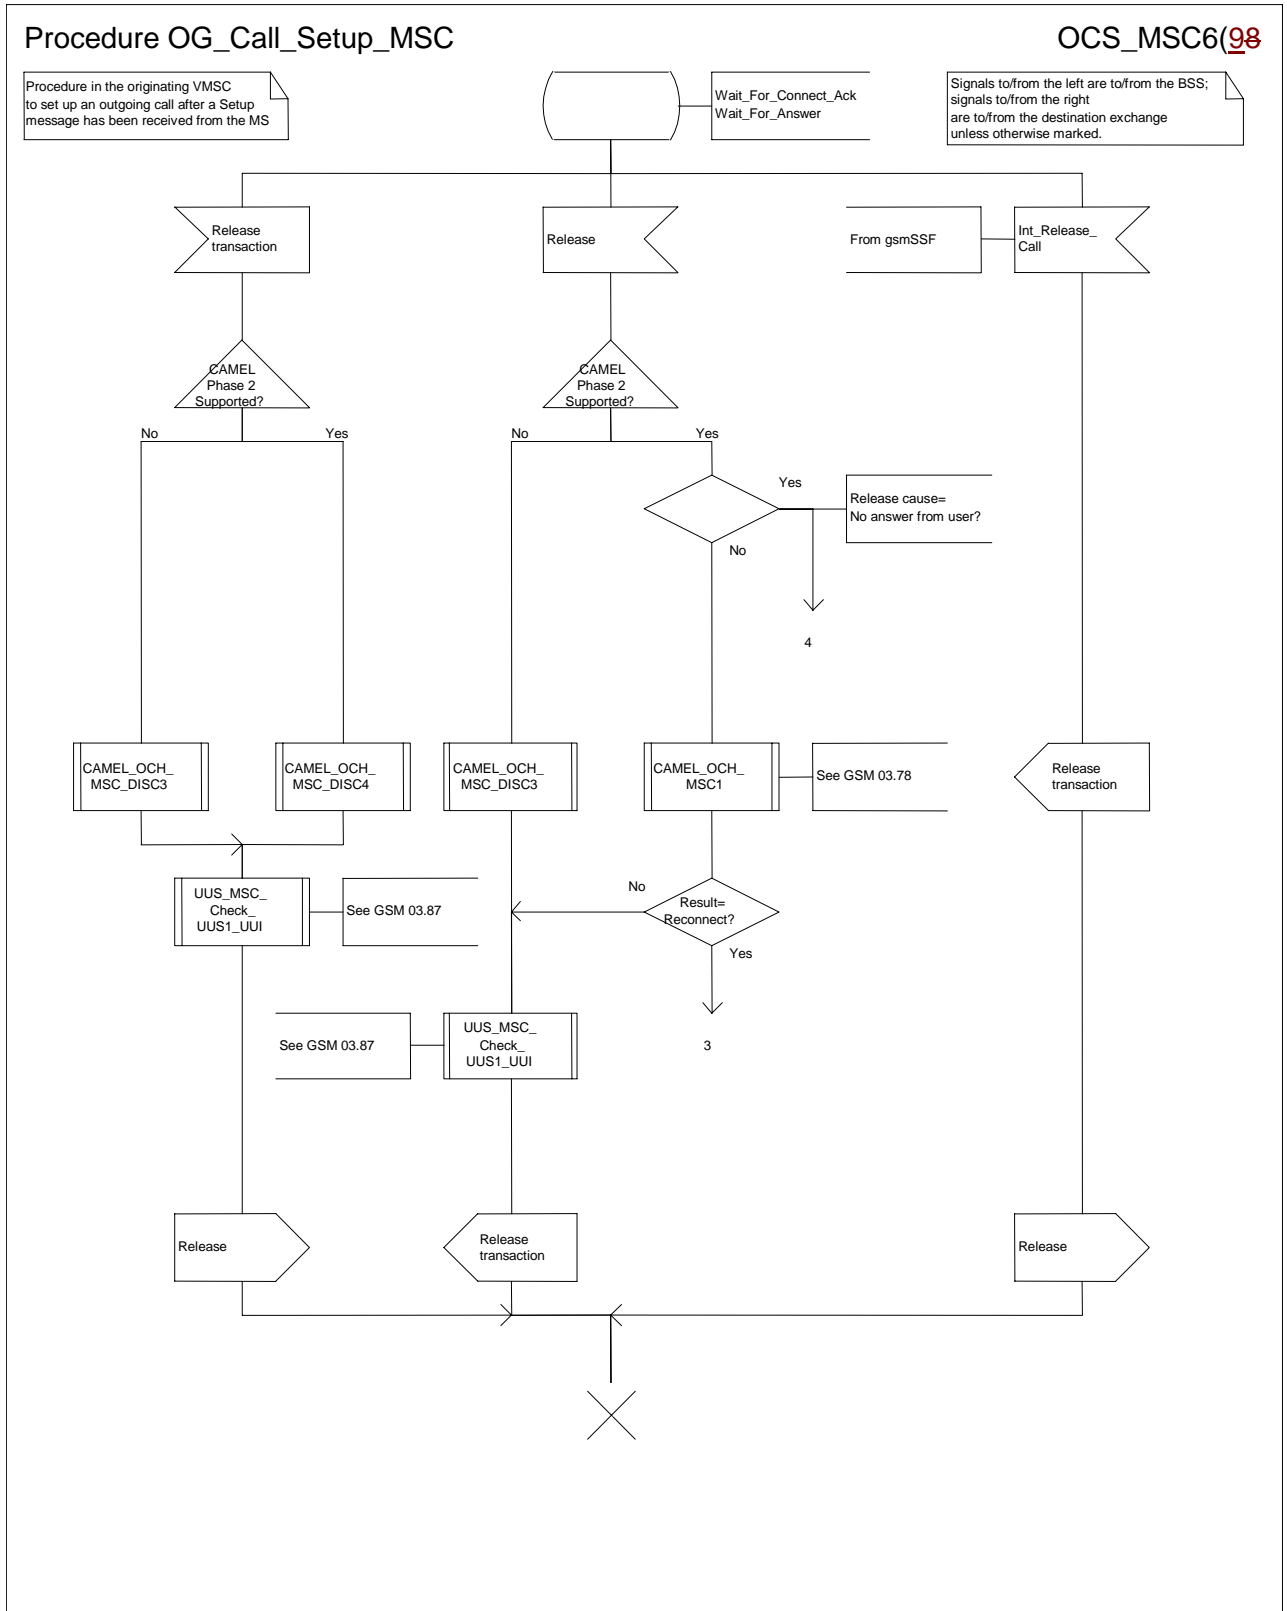 Procedure OG_Call_Setup_MSC
OCS_MSC6(98
Procedure in the originating VMSC
to set up an outgoing call after a Setup
message has been received from the MS
Wait_For_Connect_Ack
Wait_For_Answer
Signals to/from the left are to/from the BSS;
signals to/from the right
are to/from the destination exchange
unless otherwise marked.
Release
transaction
Release
From gsmSSF
Int_Release_
Call
CAMEL
Phase 2
Supported?
CAMEL
Phase 2
Supported?
No
Yes
No
Yes
Yes
Release cause=
No answer from user?
No
4
CAMEL_OCH_
MSC_DISC3
CAMEL_OCH_
MSC_DISC4
CAMEL_OCH_
MSC_DISC3
CAMEL_OCH_
MSC1
See GSM 03.78
Release
transaction
UUS_MSC_
Check_
UUS1_UUI
See GSM 03.87
No
Result=
Reconnect?
Yes
See GSM 03.87
UUS_MSC_
Check_
UUS1_UUI
3
Release
Release
transaction
Release